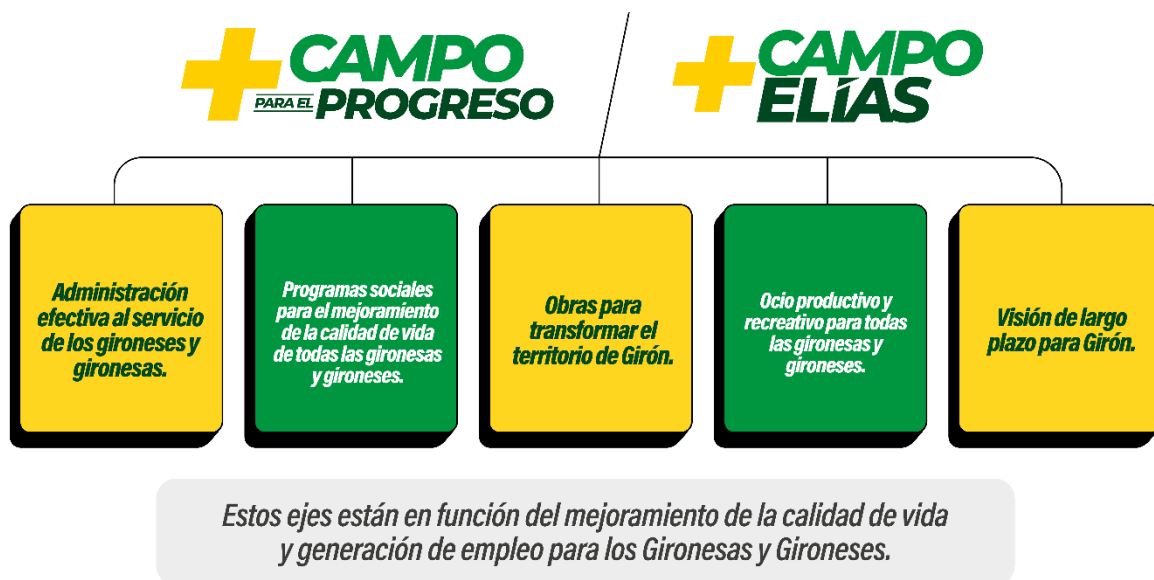 +CAMPO
PARA EL PROGRESO
+CAMPO
ELÍAS
Administración
efectiva al servicio
de los gironeses y
gironesas.
Programas sociales
para el mejoramiento
de la calidad de vida
de todas las gironesas
y gironeses.
Obras para
transformar el
territorio de Girón.
Ocio productivo y
recreativo para todas
las gironesas y
gironeses.
Visión de largo
plazo para Girón.
Estos ejes están en función del mejoramiento de la calidad de vida
y generación de empleo para los Gironesas y Gironeses.